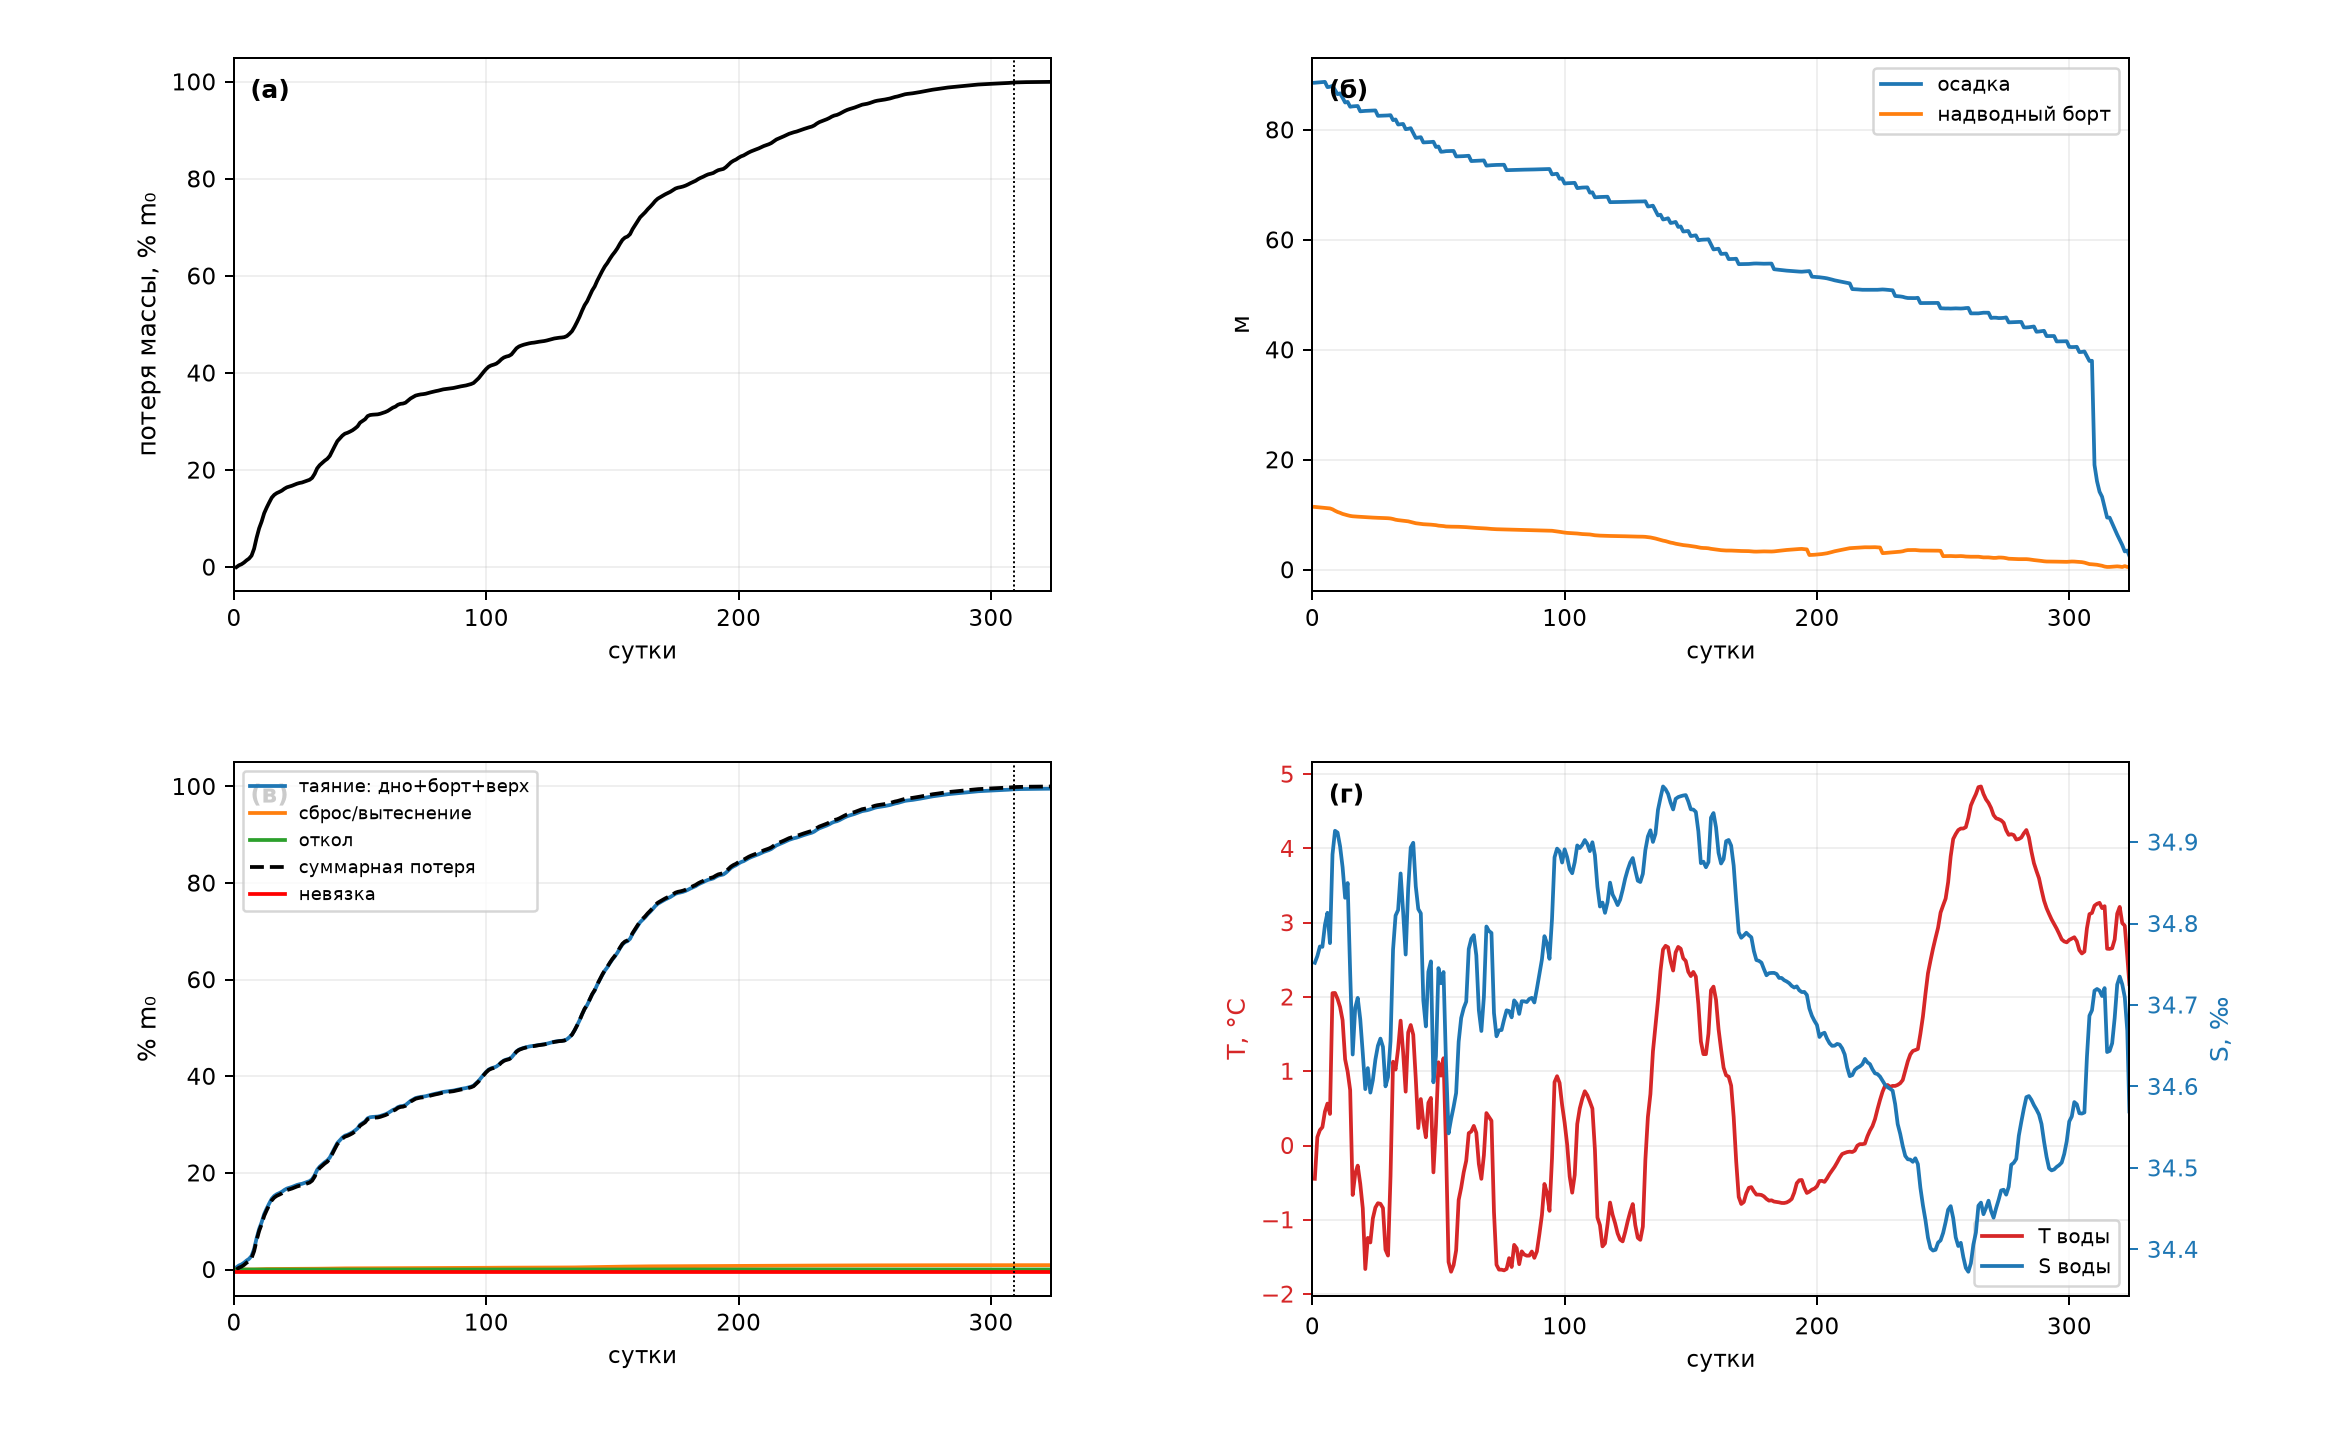 (а)
100
80
60
40
20
0
потеря массы, % m₀
0 100 200 300
сутки
(б)
осадка
надводный борт
80
60
40
20
0
м
0 100 200 300
сутки
(в)
таяние: дно+борт+верх
сброс/вытеснение
откол
суммарная потеря
невязка
100
80
60
40
20
0
% m₀
0 100 200 300
сутки
(г)
5
4
3
2
1
0
−1
−2
T, °C
34.9
34.8
34.7
34.6
34.5
34.4
S, ‰
T воды
S воды
0 100 200 300
сутки